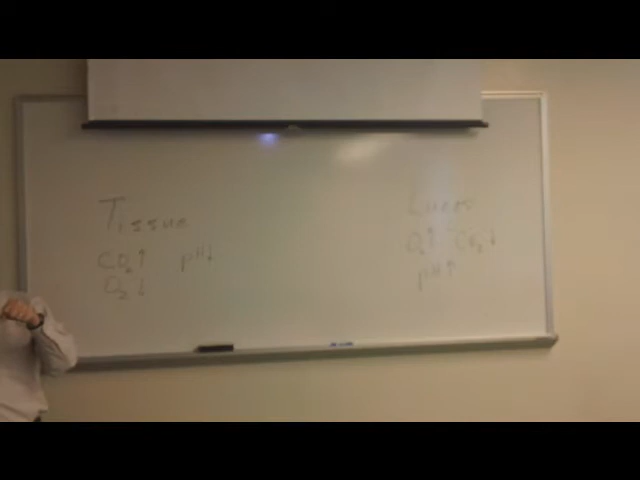 Tissue
CO₂↑ pH↓
O₂↓
Lungs
O₂↑ CO₂↓
pH↑